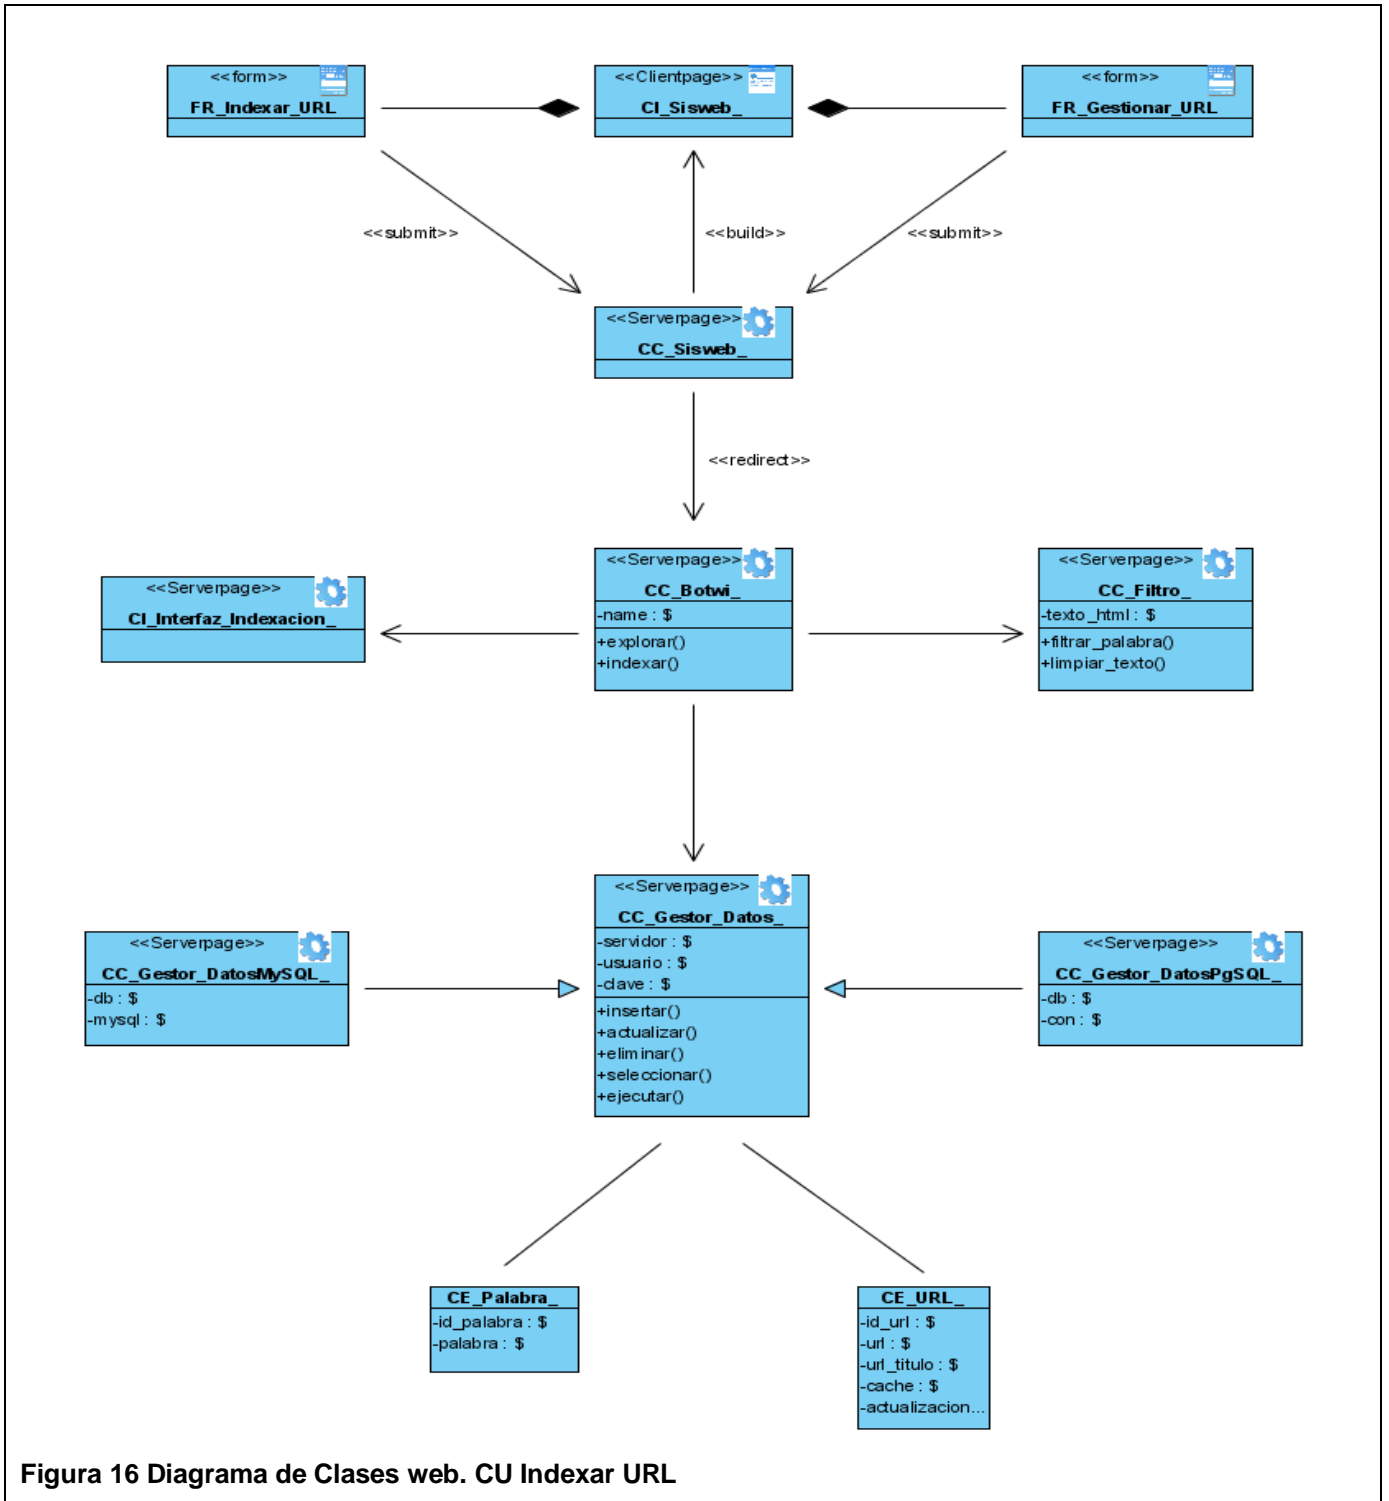 <<form>>
FR_Indexar_URL
<<Clientpage>>
CI_Sisweb_
<<form>>
FR_Gestionar_URL
<<submit>>
<<build>>
<<submit>>
<<Serverpage>>
CC_Sisweb_
<<redirect>>
<<Serverpage>>
CI_Interfaz_Indexacion_
<<Serverpage>>
CC_Botwi_
-name : $
+explorar()
+indexar()
<<Serverpage>>
CC_Filtro_
-texto_html : $
+filtrar_palabra()
+limpiar_texto()
<<Serverpage>>
CC_Gestor_DatosMySQL_
-db : $
-mysql : $
<<Serverpage>>
CC_Gestor_Datos_
-servidor : $
-usuario : $
-clave : $
+insertar()
+actualizar()
+eliminar()
+seleccionar()
+ejecutar()
<<Serverpage>>
CC_Gestor_DatosPgSQL_
-db : $
-con : $
CE_Palabra_
-id_palabra : $
-palabra : $
CE_URL_
-id_url : $
-url : $
-url_titulo : $
-cache : $
-actualizacion...
Figura 16 Diagrama de Clases web. CU Indexar URL